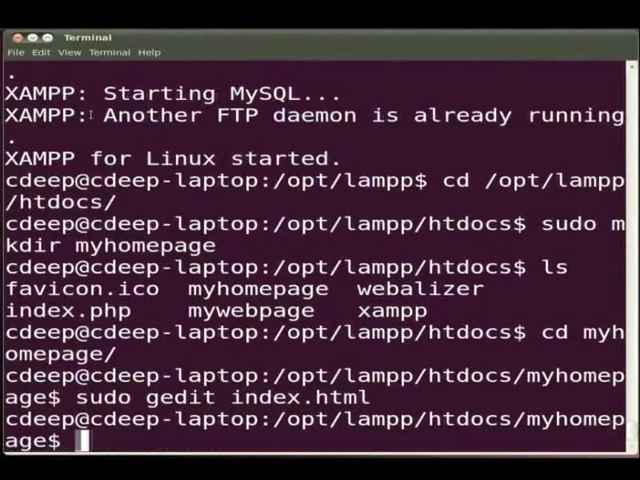 Terminal
File Edit View Terminal Help
.
XAMPP: Starting MySQL...
XAMPP: Another FTP daemon is already running
.
XAMPP for Linux started.
cdeep@cdeep-laptop:/opt/lampp$ cd /opt/lampp
/htdocs/
cdeep@cdeep-laptop:/opt/lampp/htdocs$ sudo m
kdir myhomepage
cdeep@cdeep-laptop:/opt/lampp/htdocs$ ls
favicon.ico  myhomepage  webalizer
index.php    mywebpage   xampp
cdeep@cdeep-laptop:/opt/lampp/htdocs$ cd myh
omepage/
cdeep@cdeep-laptop:/opt/lampp/htdocs/myhomep
age$ sudo gedit index.html
cdeep@cdeep-laptop:/opt/lampp/htdocs/myhomep
age$